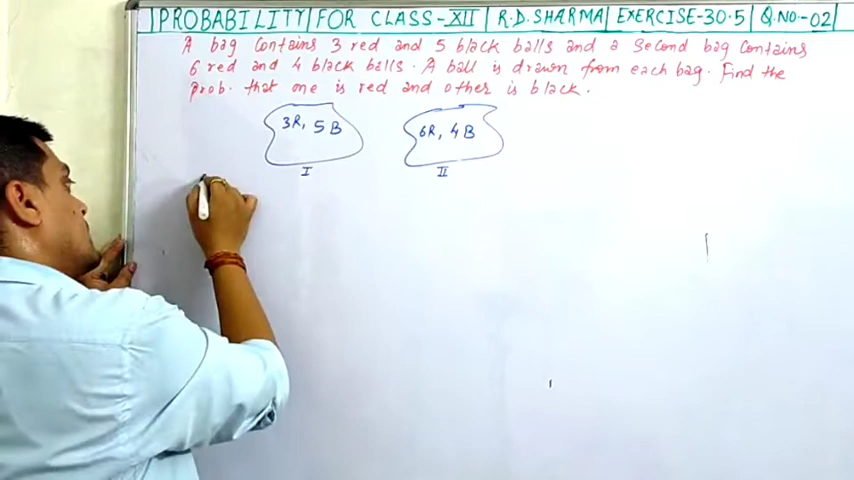 PROBABILITY FOR CLASS-XII | R.D.SHARMA | EXERCISE-30.5 | Q.NO-02
A bag contains 3 red and 5 black balls and a second bag contains
6 red and 4 black balls. A ball is drawn from each bag. Find the
prob. that one is red and other is black.
3R, 5B
6R, 4B
I
II